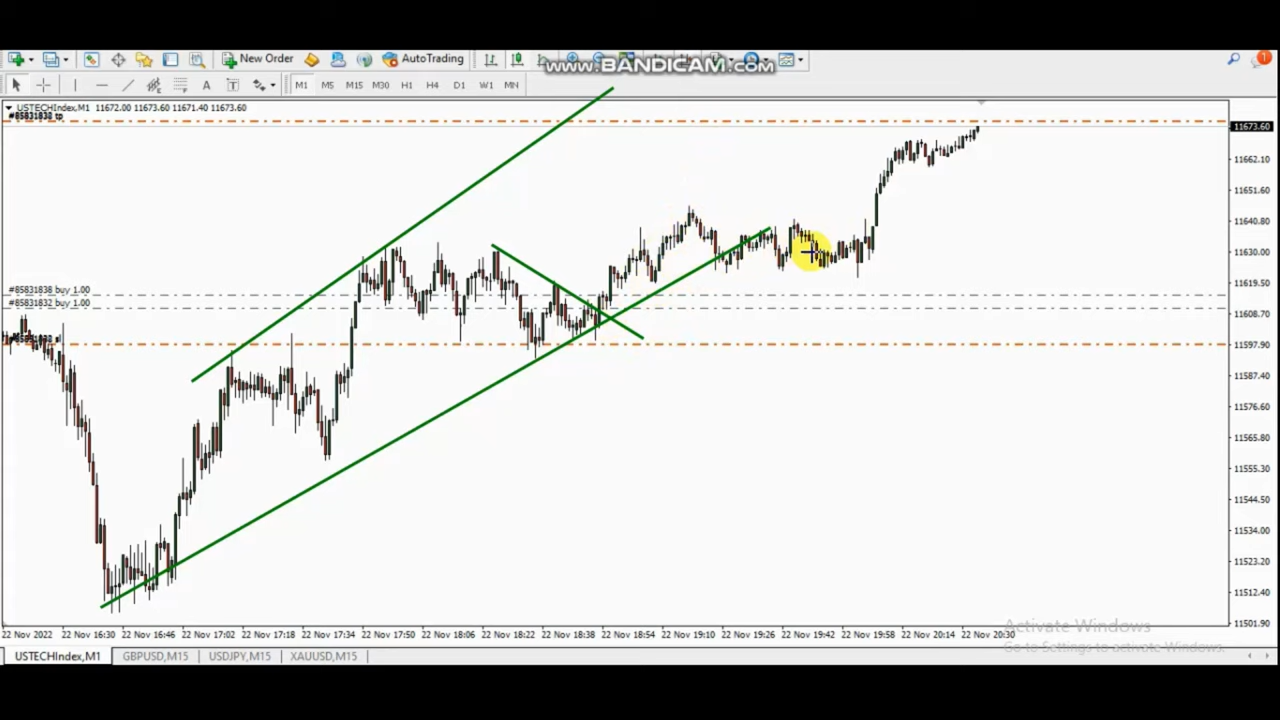 New Order
AutoTrading
www.BANDICAM.com
1
A
T
M1 M5 M15 M30 H1 H4 D1 W1 MN
USTECHIndex,M1 11672.00 11673.60 11671.40 11673.60
#85831838 tp
11673.60
11662.10
11651.60
11640.80
11630.00
11619.50
11608.70
11597.90
11587.40
11576.60
11565.80
11555.30
11544.50
11534.00
11523.20
11512.40
11501.90
#85831838 buy 1.00
#85831832 buy 1.00
22 Nov 2022 22 Nov 16:30 22 Nov 16:46 22 Nov 17:02 22 Nov 17:18 22 Nov 17:34 22 Nov 17:50 22 Nov 18:06 22 Nov 18:22 22 Nov 18:38 22 Nov 18:54 22 Nov 19:10 22 Nov 19:26 22 Nov 19:42 22 Nov 19:58 22 Nov 20:14 22 Nov 20:30
Activate Windows
Go to Settings to activate Windows.
USTECHIndex,M1 GBPUSD,M15 USDJPY,M15 XAUUSD,M15